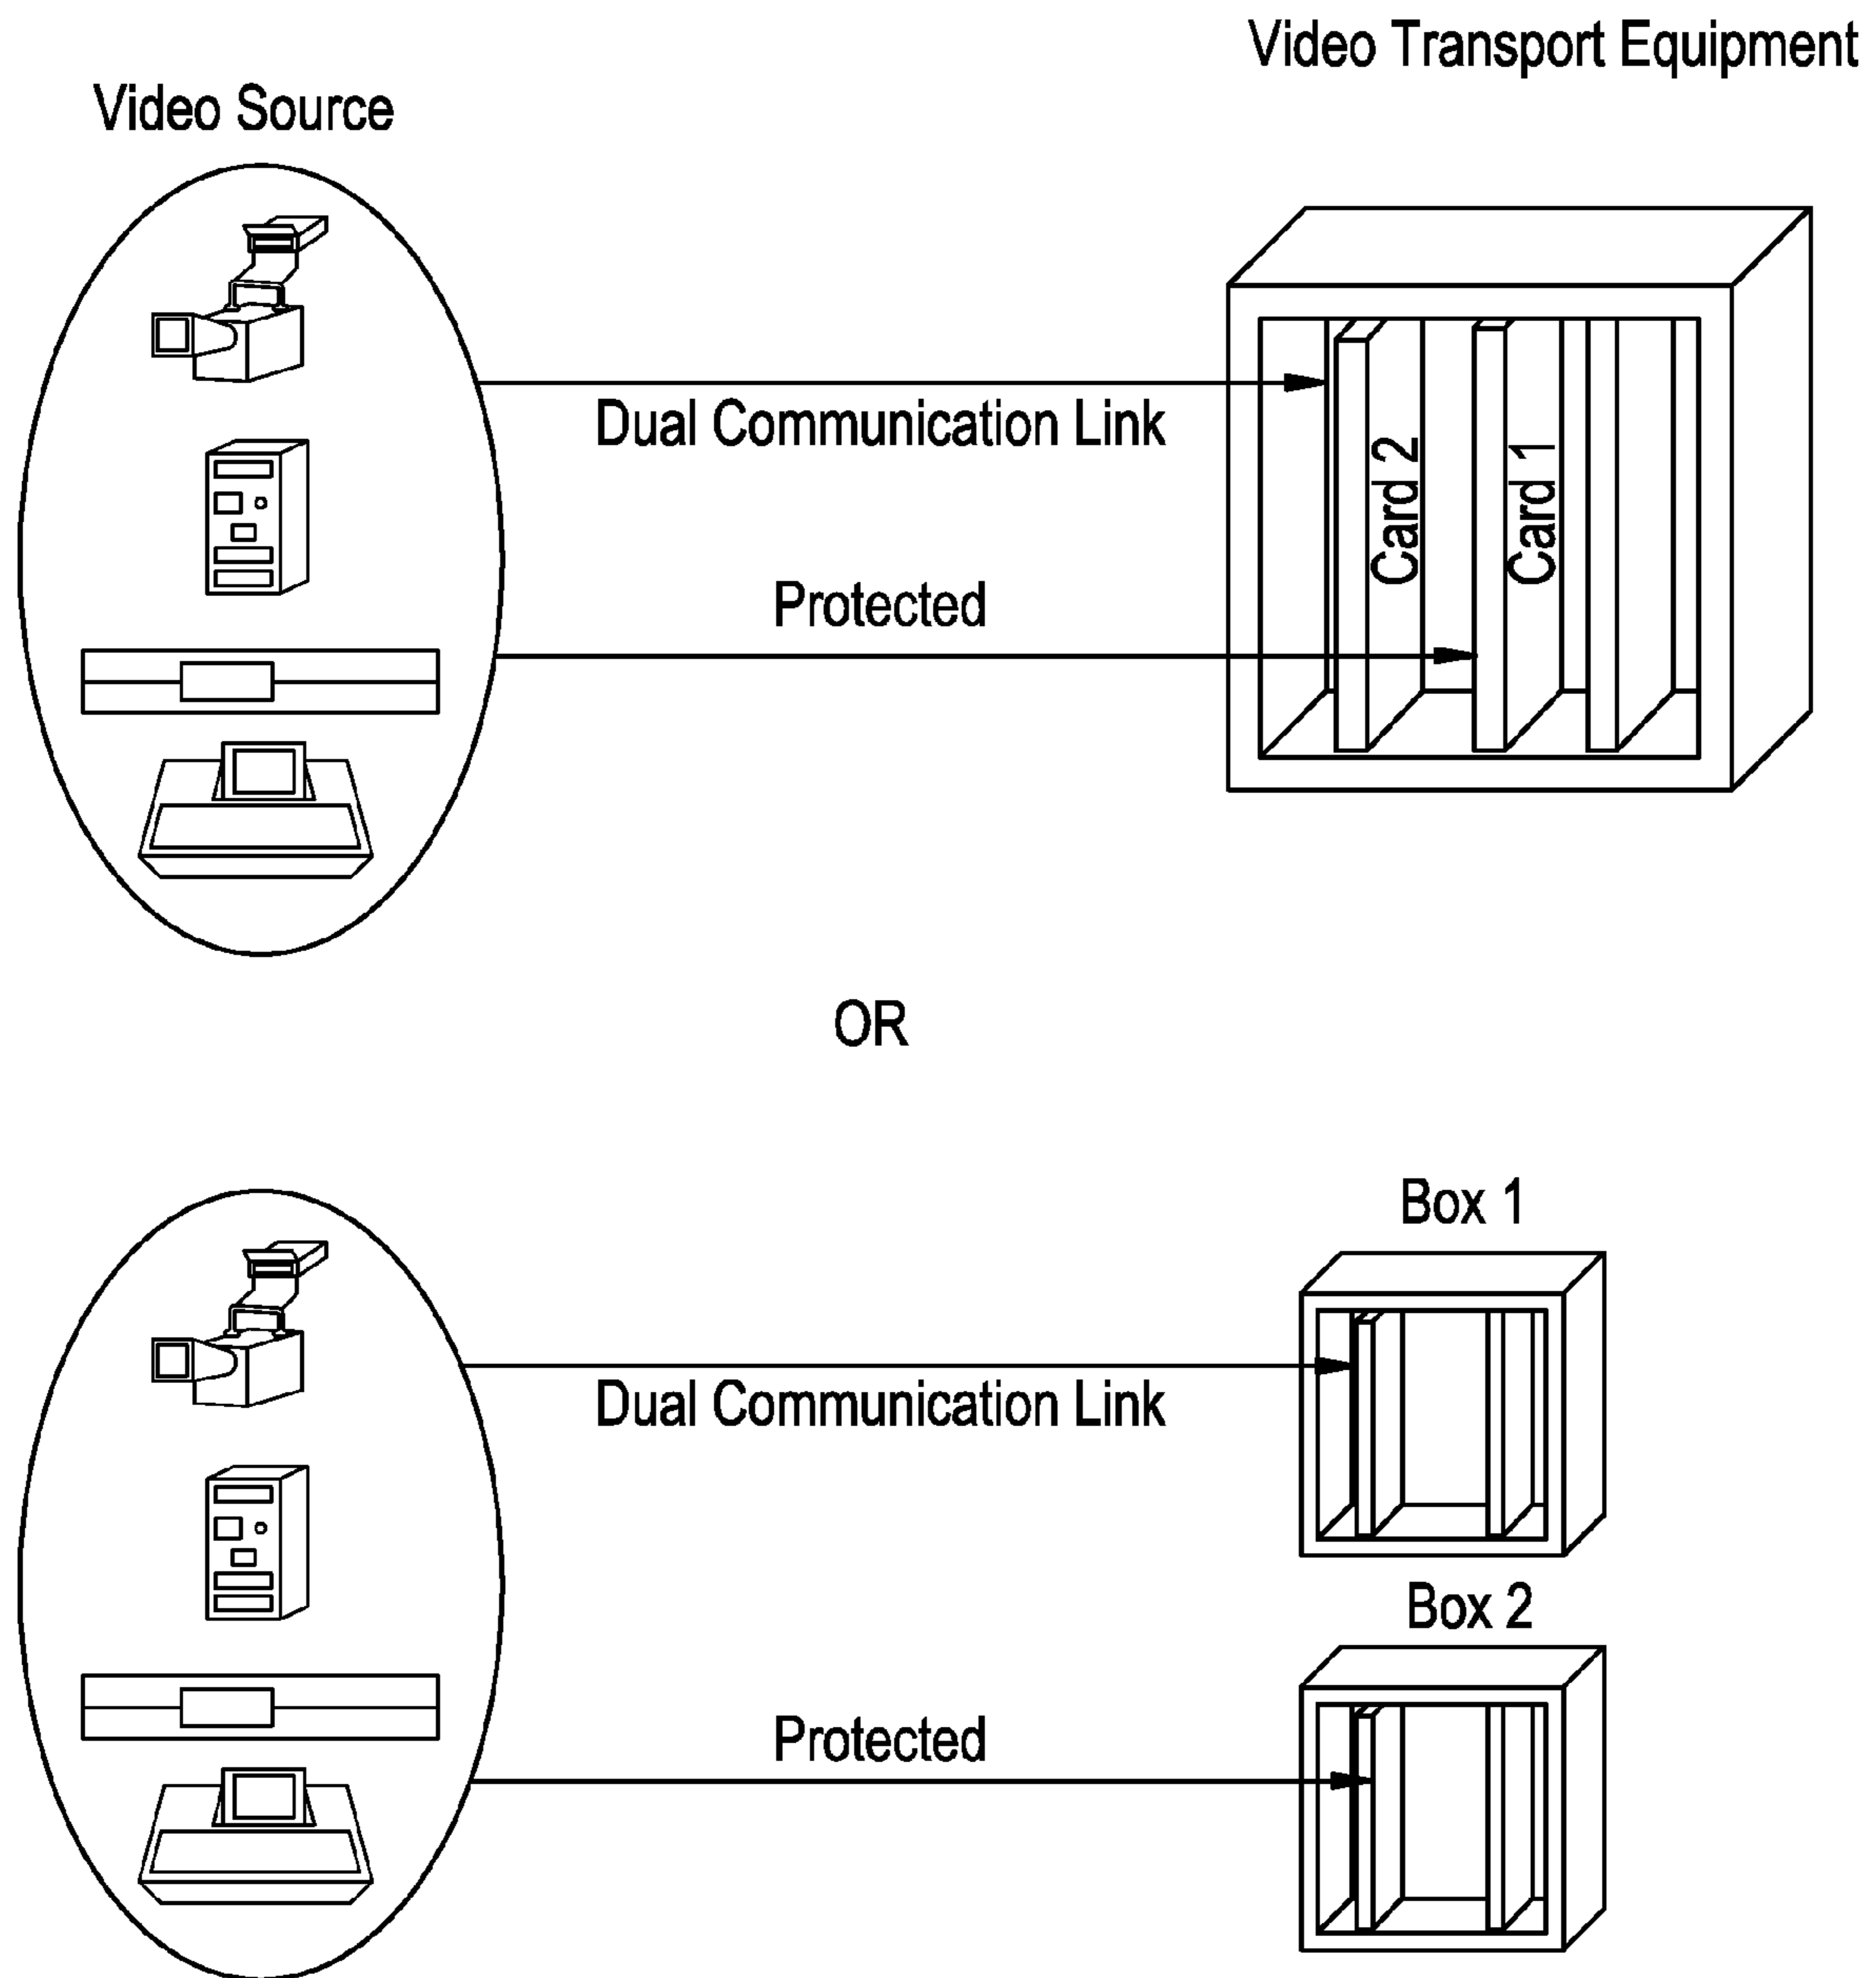 Video Transport Equipment
Video Source
Dual Communication Link
Card 2
Card 1
Protected
OR
Box 1
Dual Communication Link
Box 2
Protected